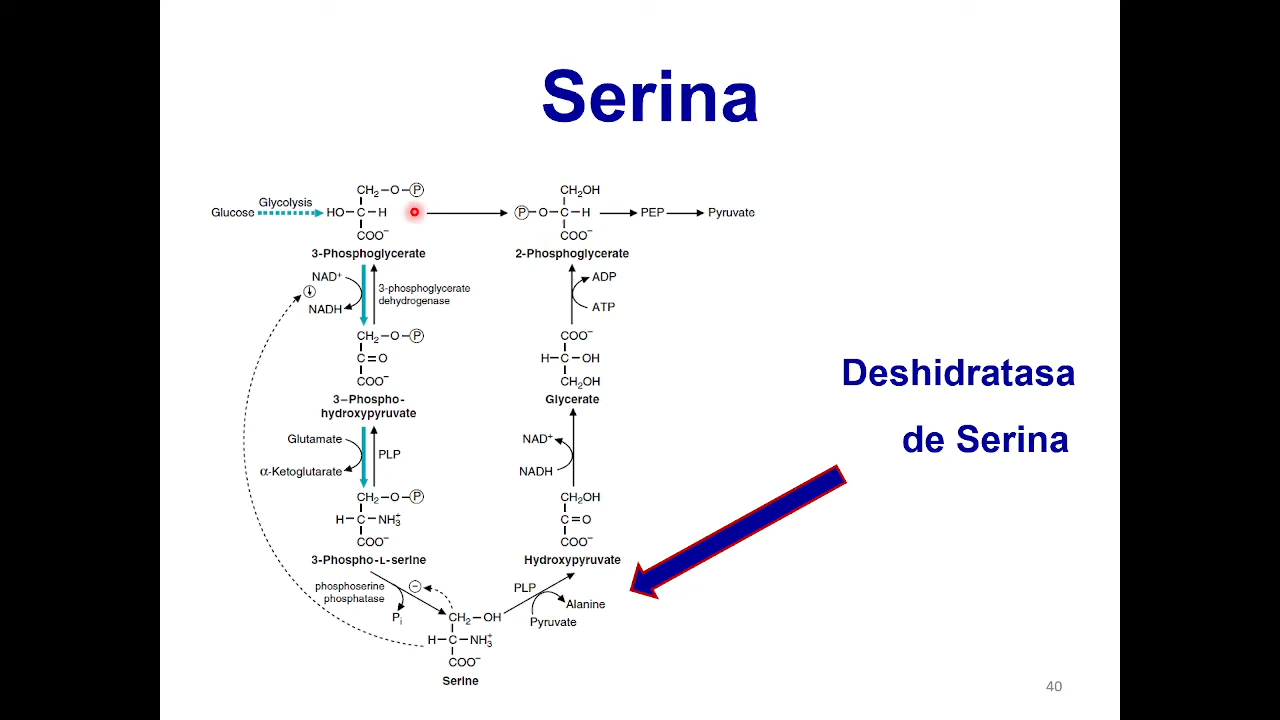 Serina
CH₂—O—P
CH₂OH
Glucose
Glycolysis
HO—C—H
P—O—C—H
PEP
Pyruvate
COO⁻
COO⁻
3-Phosphoglycerate
2-Phosphoglycerate
NAD⁺
NADH
3-phosphoglycerate
dehydrogenase
ADP
ATP
CH₂—O—P
C=O
COO⁻
3–Phospho-
hydroxypyruvate
COO⁻
H—C—OH
CH₂OH
Glycerate
Deshidratasa
de Serina
Glutamate
α-Ketoglutarate
PLP
NAD⁺
NADH
CH₂—O—P
H—C—NH₃⁺
COO⁻
3-Phospho-L-serine
CH₂OH
C=O
COO⁻
Hydroxypyruvate
phosphoserine
phosphatase
−
Pi
PLP
Alanine
Pyruvate
CH₂—OH
H—C—NH₃⁺
COO⁻
Serine
40